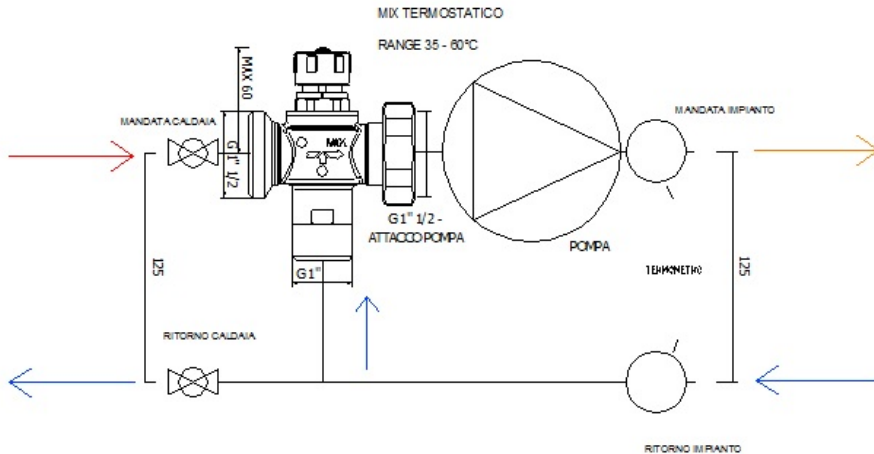 MIX TERMOSTATICO
RANGE 35 - 60°C
MAX 60
MANDATA CALDAIA
MANDATA IMPIANTO
G1" 1/2
MIX
G1" 1/2 -
ATTACCO POMPA
POMPA
G1"
125
TERMOMETRO
125
RITORNO CALDAIA
RITORNO IMPIANTO